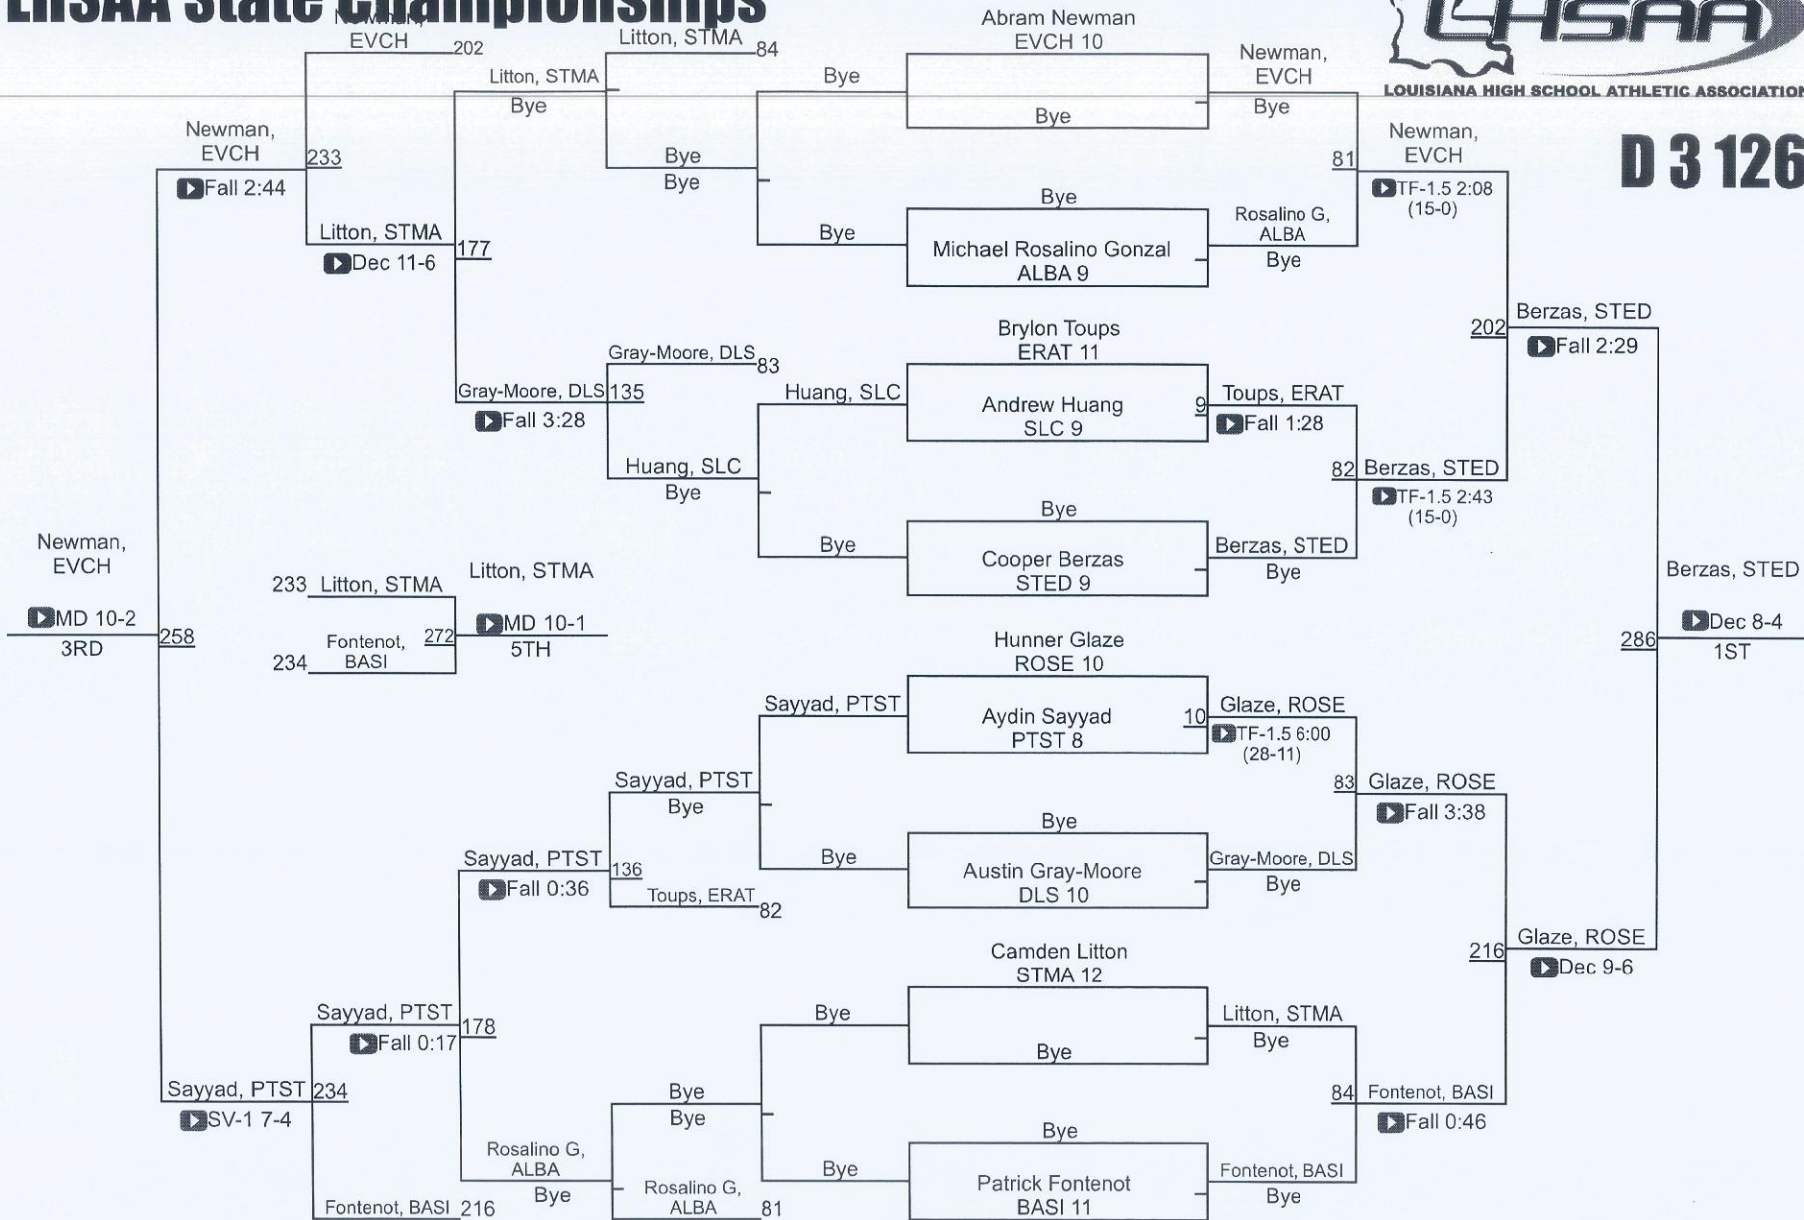 LHSAA State Championships
LHSAA
LOUISIANA HIGH SCHOOL ATHLETIC ASSOCIATION
D 3 126
Newman,
EVCH
202
Litton, STMA
84
Litton, STMA
Bye
Newman,
EVCH
233
Fall 2:44
Bye
Bye
Litton, STMA
177
Dec 11-6
Gray-Moore, DLS
83
Gray-Moore, DLS
135
Fall 3:28
Huang, SLC
Bye
Newman,
EVCH
MD 10-2
3RD
258
233 Litton, STMA
Fontenot,
BASI
234
272
Litton, STMA
MD 10-1
5TH
Sayyad, PTST
Bye
Sayyad, PTST
136
Fall 0:36
Toups, ERAT
82
Sayyad, PTST
178
Fall 0:17
Sayyad, PTST
234
SV-1 7-4
Bye
Bye
Rosalino G,
ALBA
Bye
Rosalino G,
ALBA
81
Fontenot, BASI
216
Bye
Bye
Huang, SLC
Bye
Sayyad, PTST
Bye
Bye
Bye
Abram Newman
EVCH 10
Bye
Bye
Michael Rosalino Gonzal
ALBA 9
Brylon Toups
ERAT 11
Andrew Huang
SLC 9
9
Bye
Cooper Berzas
STED 9
Hunner Glaze
ROSE 10
Aydin Sayyad
PTST 8
10
Bye
Austin Gray-Moore
DLS 10
Camden Litton
STMA 12
Bye
Bye
Patrick Fontenot
BASI 11
Newman,
EVCH
Bye
81
Rosalino G,
ALBA
Bye
Toups, ERAT
Fall 1:28
82
Berzas, STED
Bye
Glaze, ROSE
TF-1.5 6:00
(28-11)
83
Gray-Moore, DLS
Bye
Litton, STMA
Bye
84
Fontenot, BASI
Bye
Newman,
EVCH
TF-1.5 2:08
(15-0)
202
Berzas, STED
TF-1.5 2:43
(15-0)
Glaze, ROSE
Fall 3:38
216
Fontenot, BASI
Fall 0:46
Berzas, STED
Fall 2:29
286
Glaze, ROSE
Dec 9-6
Berzas, STED
Dec 8-4
1ST